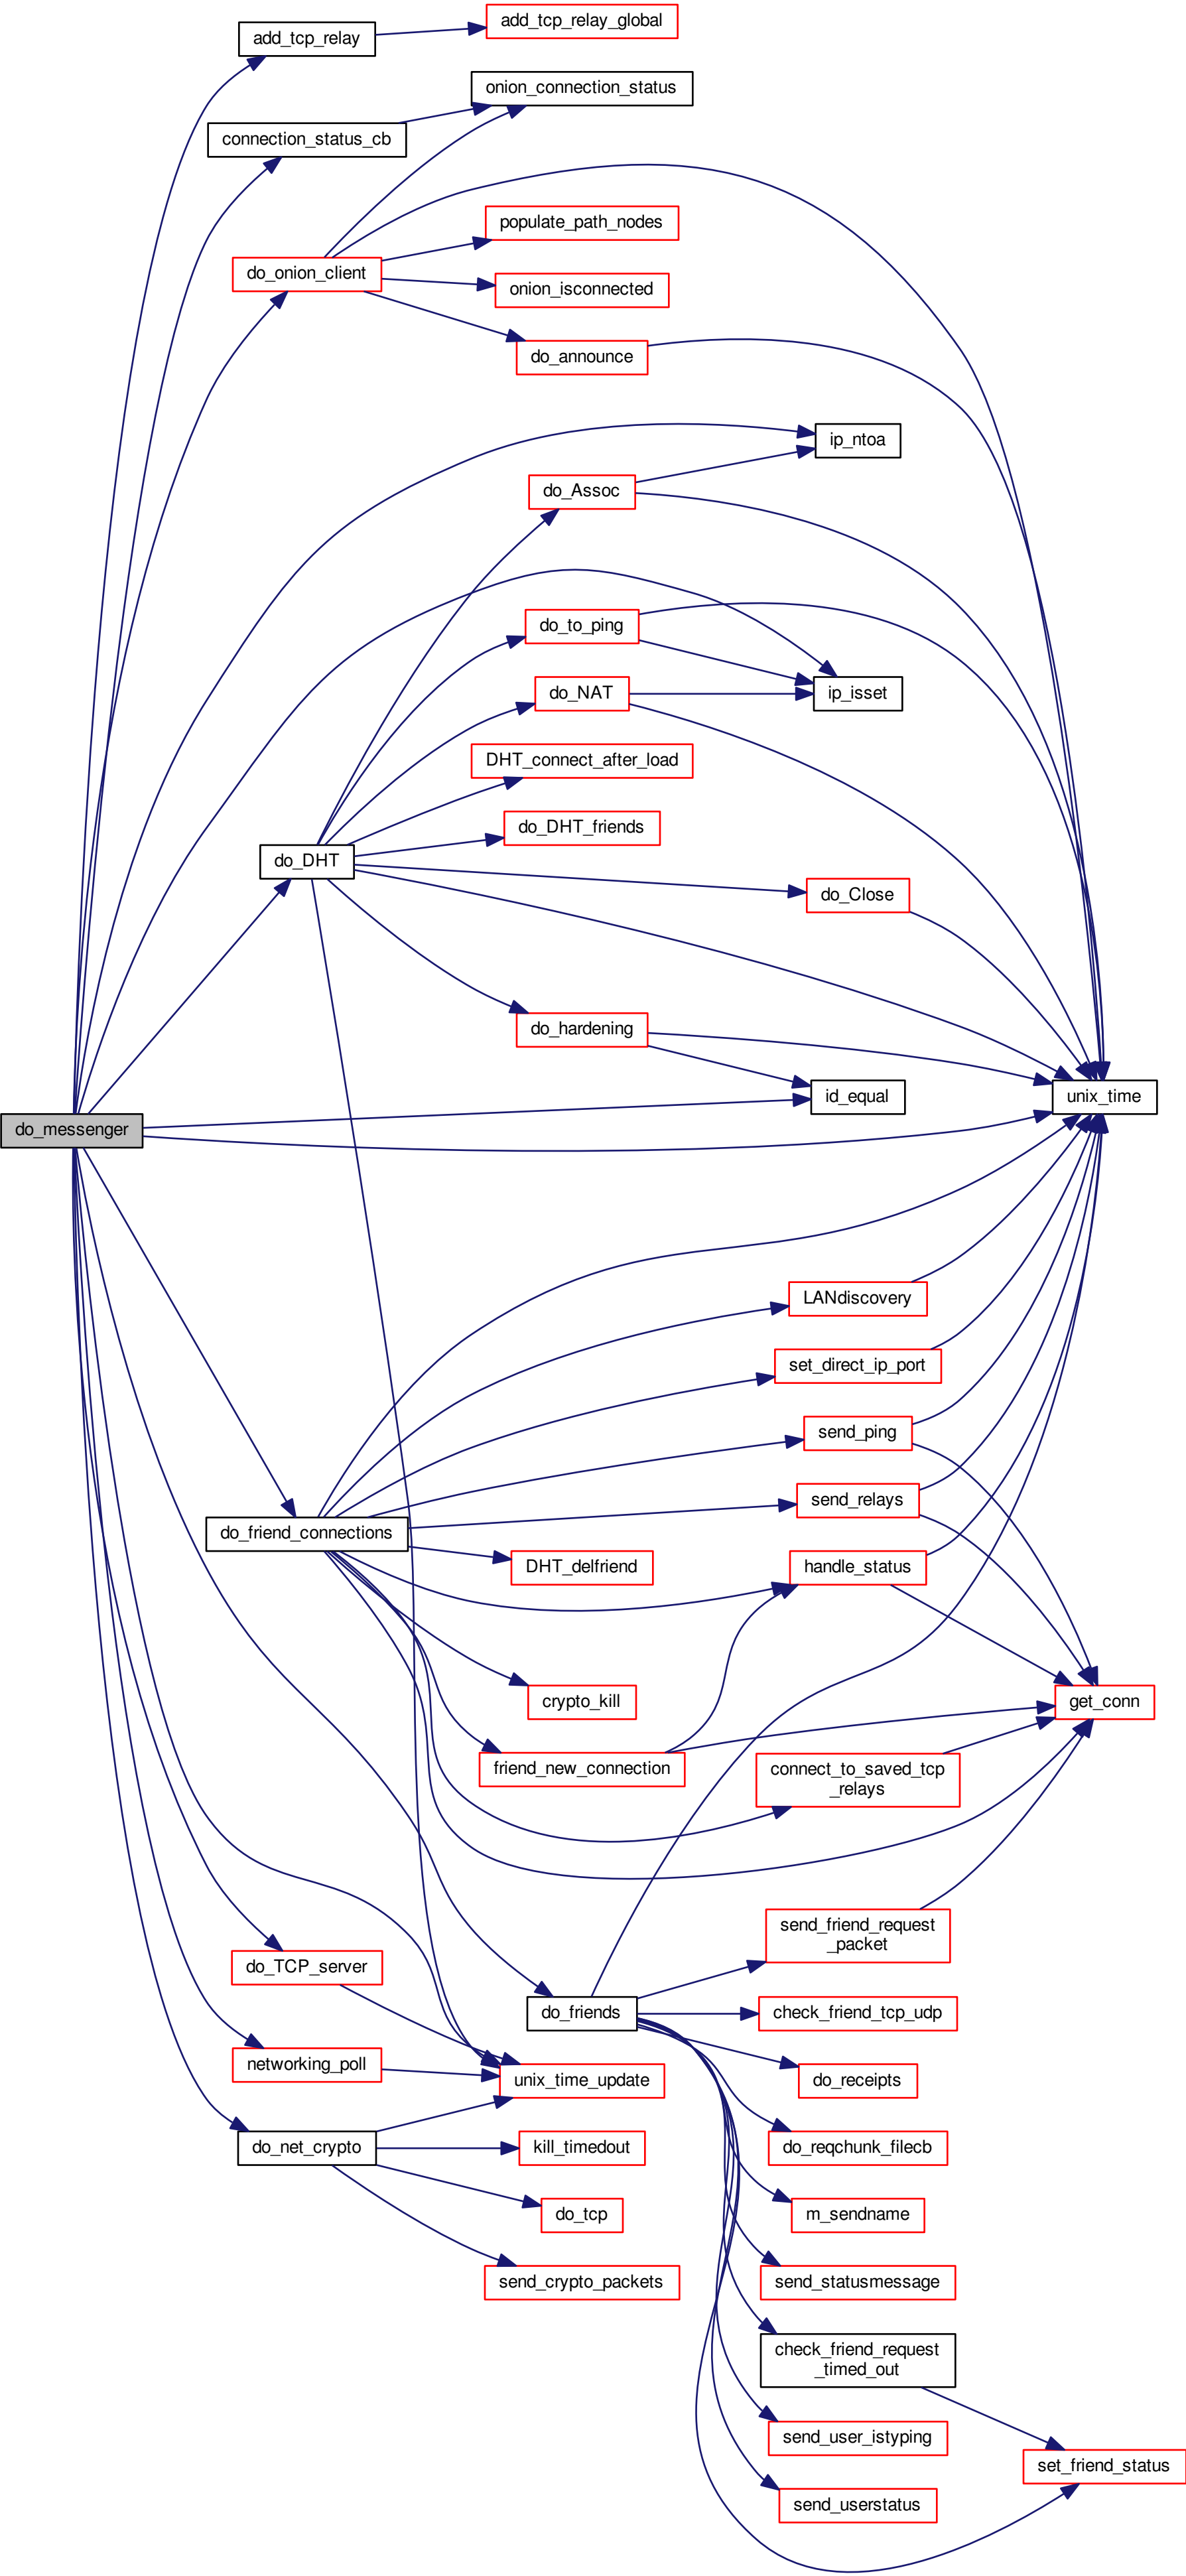 add_tcp_relay_global
add_tcp_relay
onion_connection_status
connection_status_cb
populate_path_nodes
do_onion_client
onion_isconnected
do_announce
ip_ntoa
do_Assoc
do_to_ping
do_NAT
ip_isset
DHT_connect_after_load
do_DHT_friends
do_DHT
do_Close
do_hardening
id_equal
unix_time
do_messenger
LANdiscovery
set_direct_ip_port
send_ping
send_relays
do_friend_connections
DHT_delfriend
handle_status
crypto_kill
get_conn
friend_new_connection
connect_to_saved_tcp
_relays
send_friend_request
_packet
do_TCP_server
do_friends
check_friend_tcp_udp
networking_poll
unix_time_update
do_receipts
do_net_crypto
kill_timedout
do_reqchunk_filecb
do_tcp
m_sendname
send_crypto_packets
send_statusmessage
check_friend_request
_timed_out
send_user_istyping
set_friend_status
send_userstatus